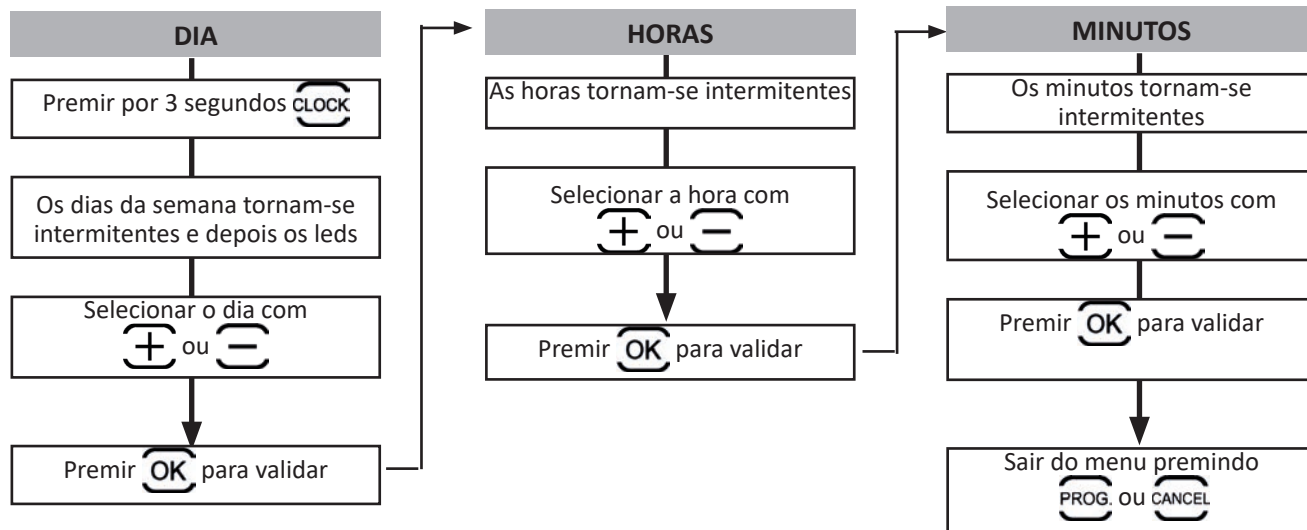 DIA
Premir por 3 segundos CLOCK
Os dias da semana tornam-se
intermitentes e depois os leds
Selecionar o dia com
+ ou −
Premir OK para validar
HORAS
As horas tornam-se intermitentes
Selecionar a hora com
+ ou −
Premir OK para validar
MINUTOS
Os minutos tornam-se
intermitentes
Selecionar os minutos com
+ ou −
Premir OK para validar
Sair do menu premindo
PROG. ou CANCEL